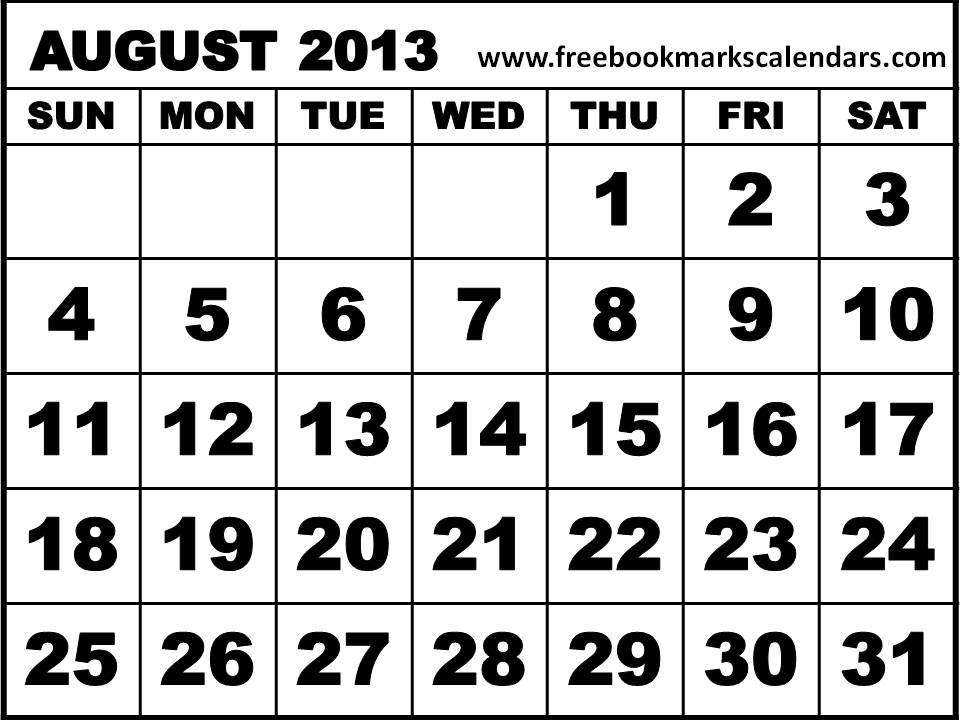 AUGUST 2013 www.freebookmarkscalendars.com
SUN MON TUE WED THU FRI SAT
1 2 3
4 5 6 7 8 9 10
11 12 13 14 15 16 17
18 19 20 21 22 23 24
25 26 27 28 29 30 31